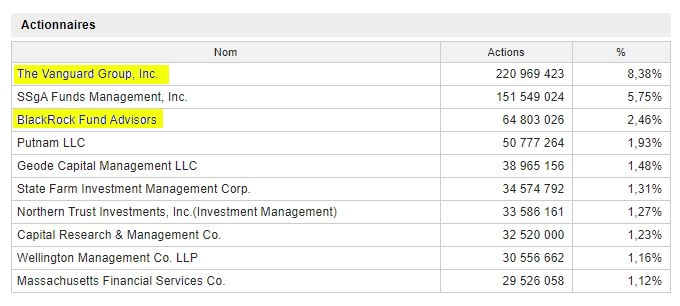 Actionnaires
Nom Actions %
The Vanguard Group, Inc. 220 969 423 8,38%
SSgA Funds Management, Inc. 151 549 024 5,75%
BlackRock Fund Advisors 64 803 026 2,46%
Putnam LLC 50 777 264 1,93%
Geode Capital Management LLC 38 965 156 1,48%
State Farm Investment Management Corp. 34 574 792 1,31%
Northern Trust Investments, Inc.(Investment Management) 33 586 161 1,27%
Capital Research & Management Co. 32 520 000 1,23%
Wellington Management Co. LLP 30 556 662 1,16%
Massachusetts Financial Services Co. 29 526 058 1,12%